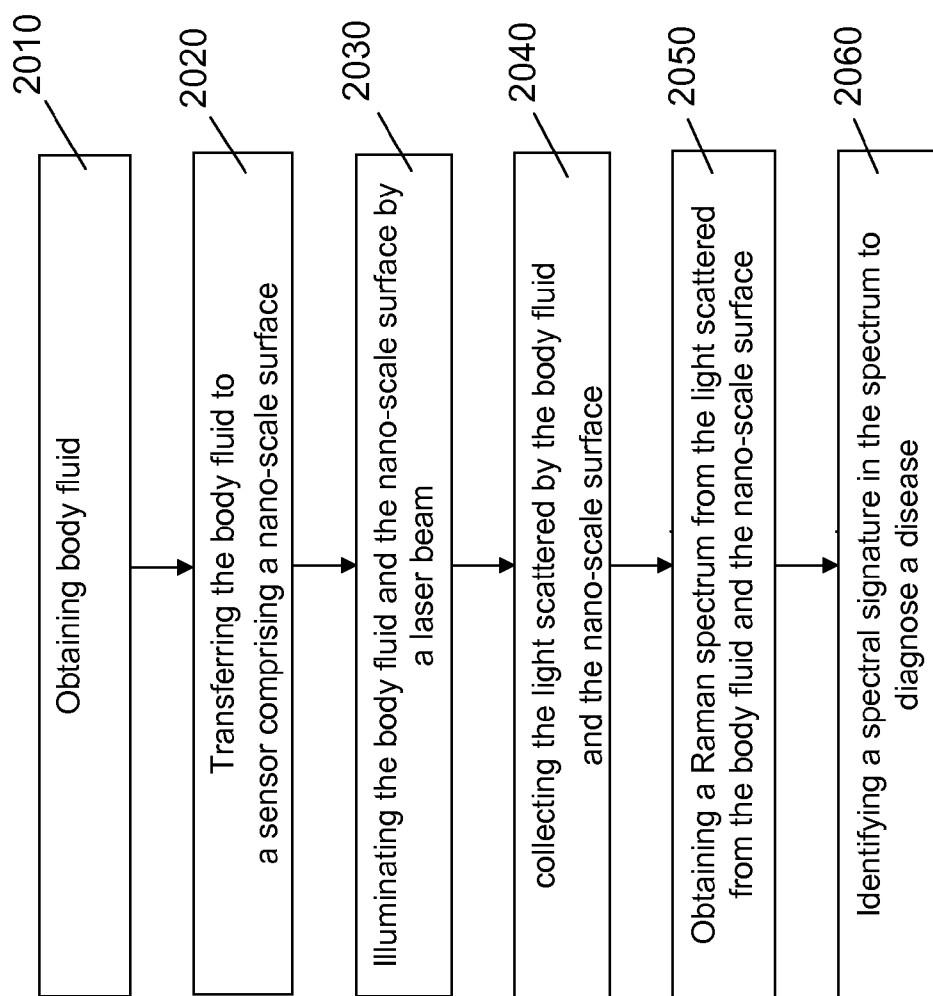 2010
Obtaining body fluid
2020
Transferring the body fluid to
a sensor comprising a nano-scale surface
2030
Illuminating the body fluid and the nano-scale surface by
a laser beam
2040
collecting the light scattered by the body fluid
and the nano-scale surface
2050
Obtaining a Raman spectrum from the light scattered
from the body fluid and the nano-scale surface
2060
Identifying a spectral signature in the spectrum to
diagnose a disease